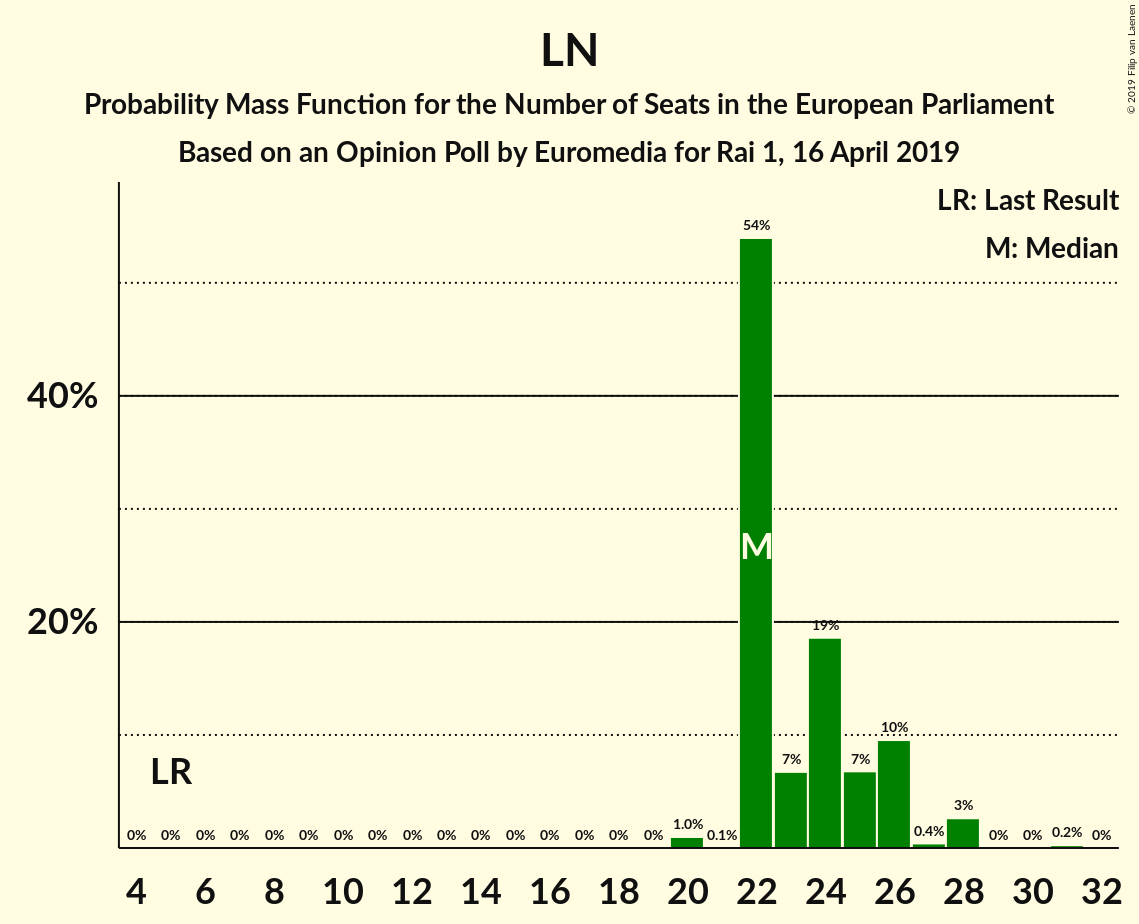 LN
Probability Mass Function for the Number of Seats in the European Parliament
Based on an Opinion Poll by Euromedia for Rai 1, 16 April 2019
© 2019 Filip van Laenen
LR: Last Result
M: Median
54%
40%
M
20%
19%
10%
7%
7%
LR
3%
0% 0% 0% 0% 0% 0% 0% 0% 0% 0% 0% 0% 0% 0% 0% 0% 1.0% 0.1% 0.4% 0% 0% 0.2% 0%
4 6 8 10 12 14 16 18 20 22 24 26 28 30 32